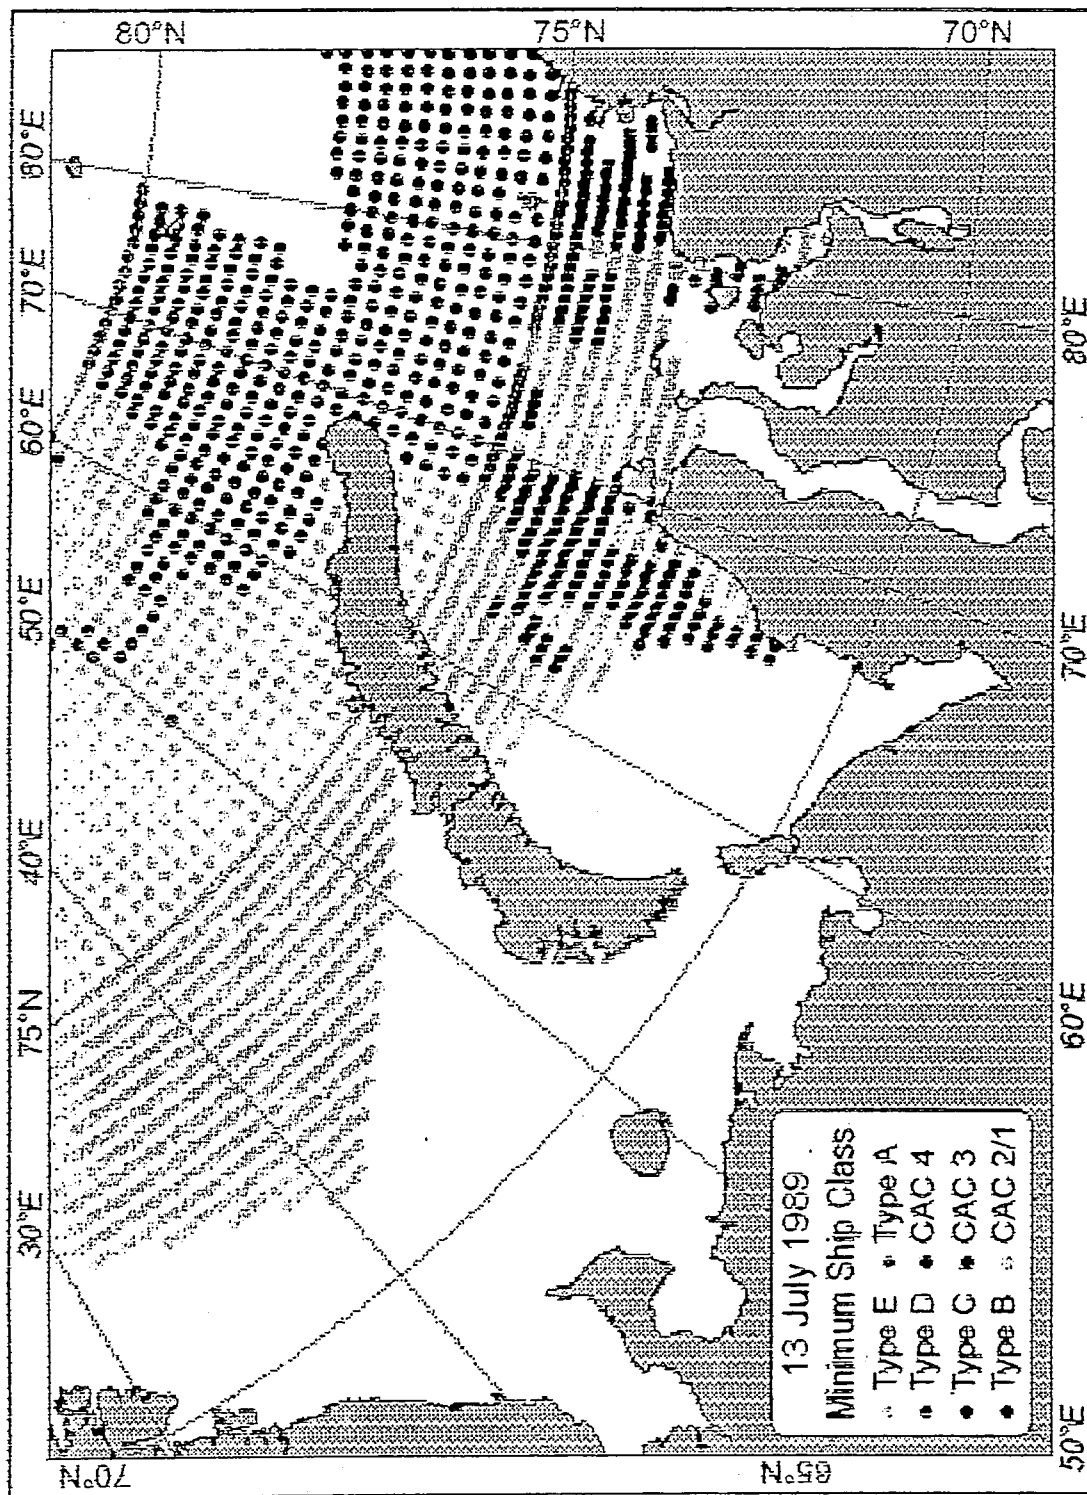 30°E 75°N 40°E 50°E 60°E 70°E 80°E
70°N 80°N
65°N 75°N
70°N
50°E 60°E 70°E 80°E
13 July 1989
Minimum Ship Class
Type E Type A
Type D CAC 4
Type C CAC 3
Type B CAC 2/1